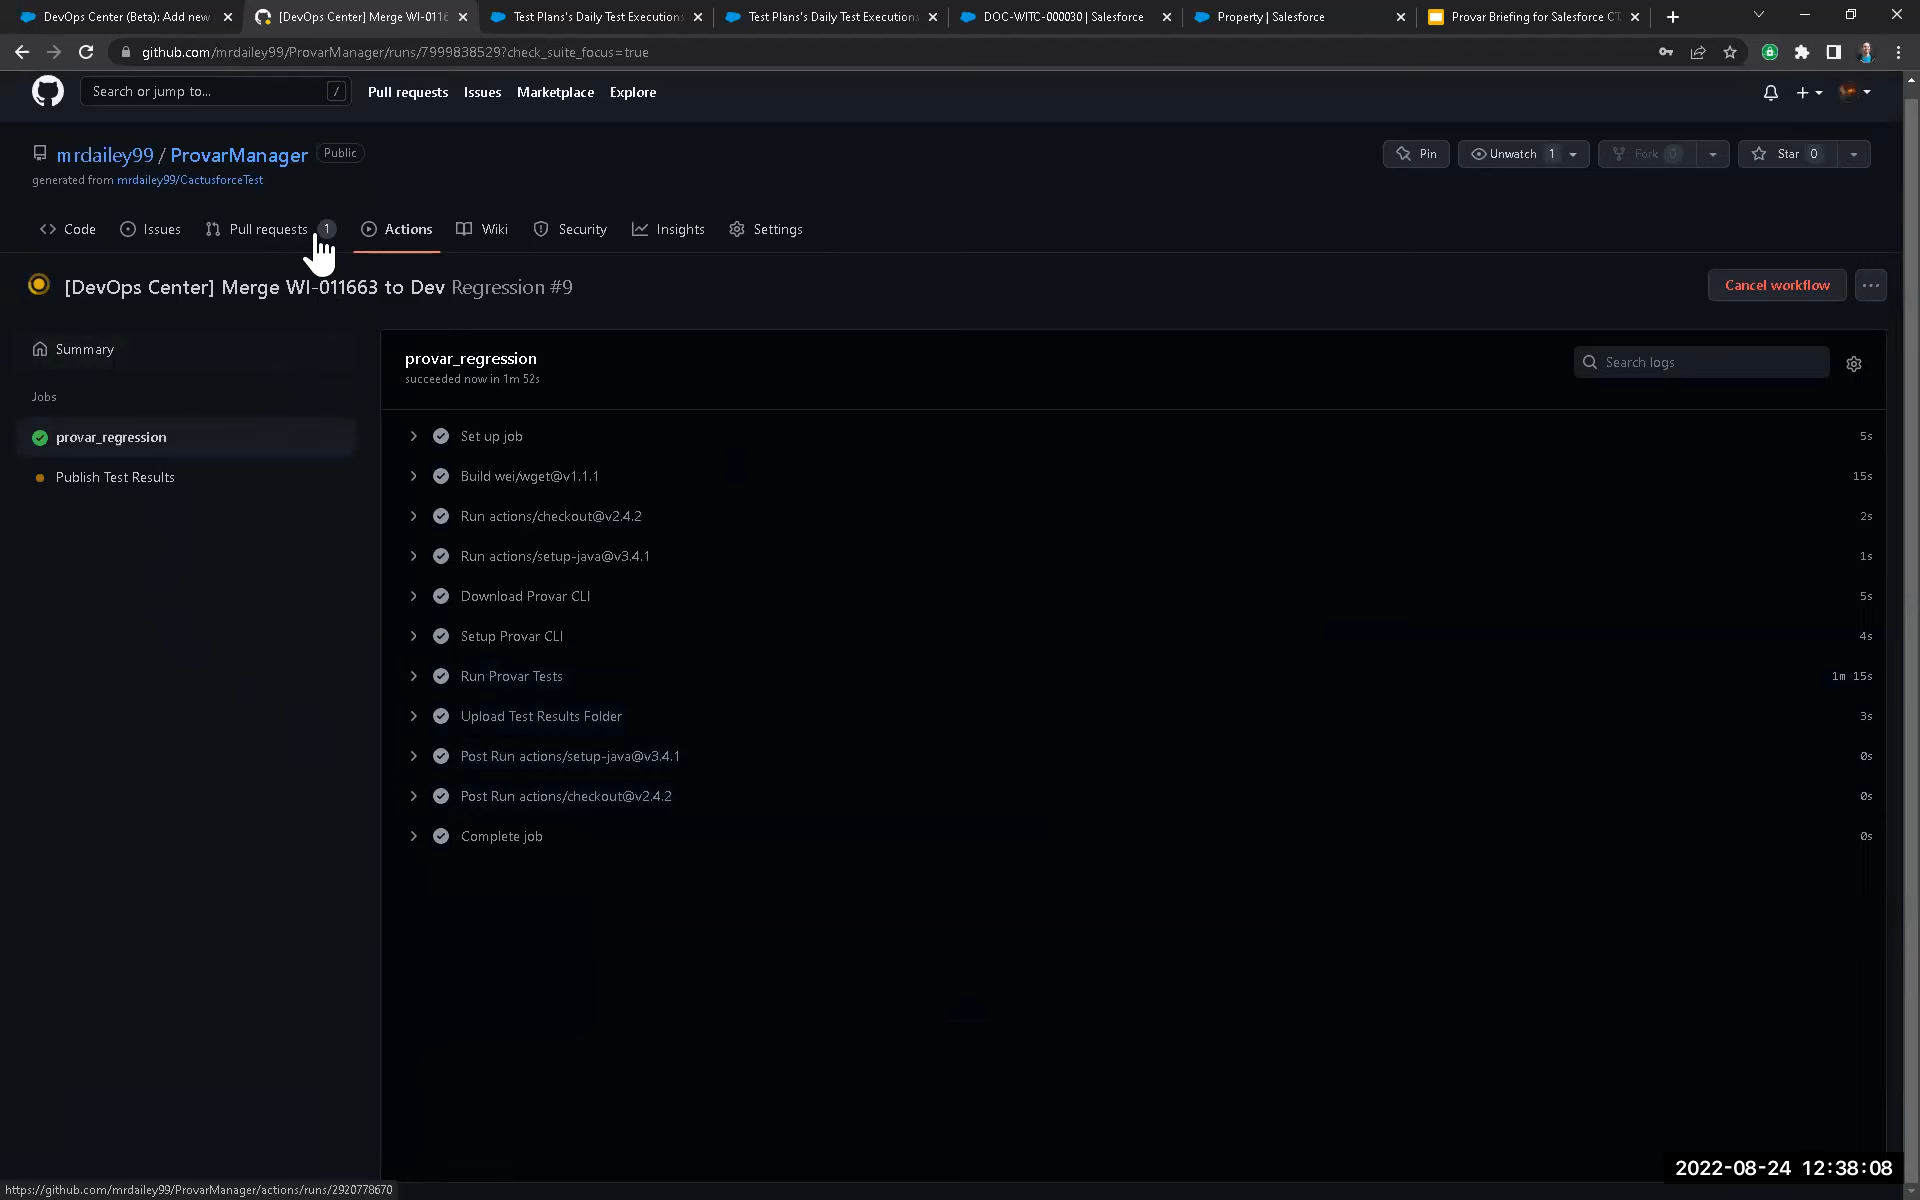 DevOps Center (Beta): Add new
[DevOps Center] Merge WI-0116
Test Plans's Daily Test Executions
Test Plans's Daily Test Executions
DOC-WITC-000030 | Salesforce
Property | Salesforce
Provar Briefing for Salesforce CT
github.com/mrdailey99/ProvarManager/runs/7999838529?check_suite_focus=true
Search or jump to... /
Pull requests Issues Marketplace Explore
mrdailey99 / ProvarManager Public
Pin Unwatch 1 Fork 0 Star 0
generated from mrdailey99/CactusforceTest
Code Issues Pull requests 1 Actions Wiki Security Insights Settings
[DevOps Center] Merge WI-011663 to Dev Regression #9
Cancel workflow
Summary
Jobs
provar_regression
Publish Test Results
provar_regression
succeeded now in 1m 52s
Search logs
Set up job 5s
Build wei/wget@v1.1.1 15s
Run actions/checkout@v2.4.2 2s
Run actions/setup-java@v3.4.1 1s
Download Provar CLI 5s
Setup Provar CLI 4s
Run Provar Tests 1m 15s
Upload Test Results Folder 3s
Post Run actions/setup-java@v3.4.1 0s
Post Run actions/checkout@v2.4.2 0s
Complete job 0s
2022-08-24 12:38:08
https://github.com/mrdailey99/ProvarManager/actions/runs/2920778670